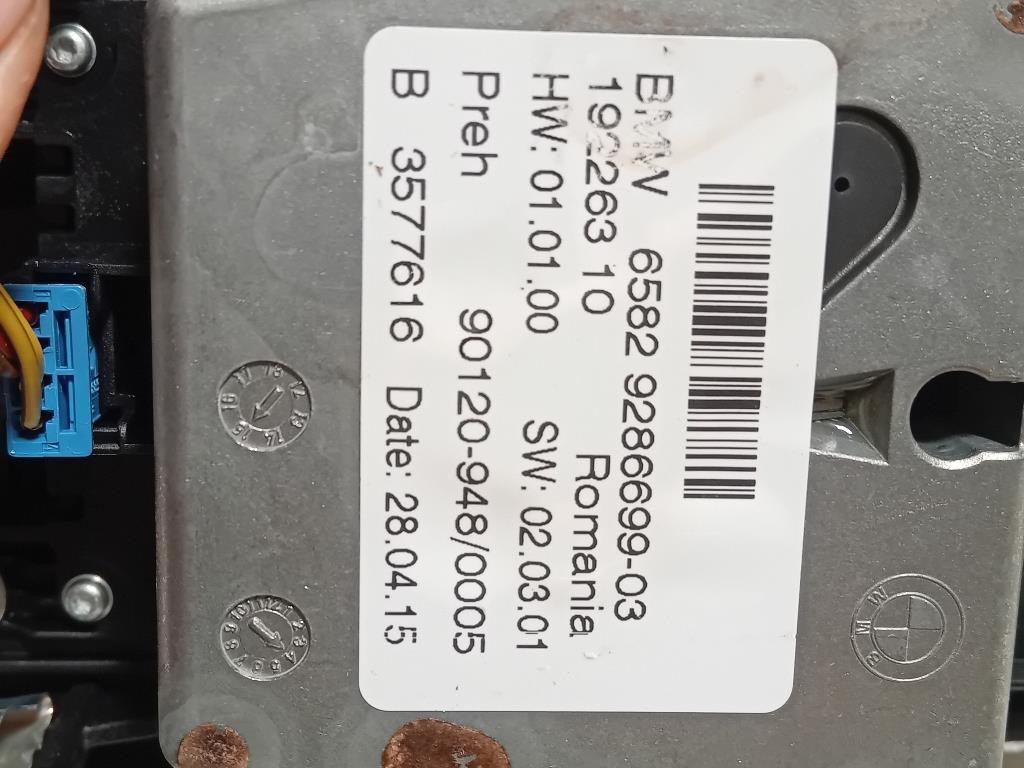 BMW 6582 9286699-03
192263 10 Romania
HW: 01.01.00 SW: 02.03.01
Preh 90120-948/0005
B 3577616 Date: 28.04.15
BMW